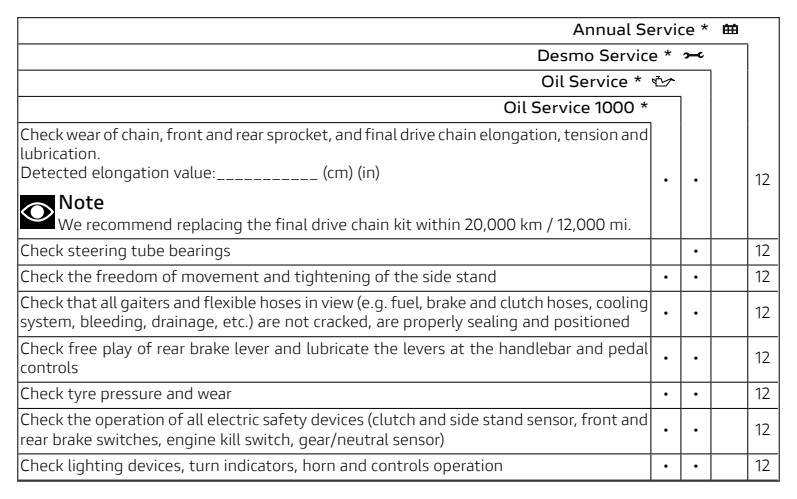 Annual Service *
Desmo Service *
Oil Service *
Oil Service 1000 *
Check wear of chain, front and rear sprocket, and final drive chain elongation, tension and
lubrication.
Detected elongation value:___________ (cm) (in)
Note
We recommend replacing the final drive chain kit within 20,000 km / 12,000 mi.
• • 12
Check steering tube bearings • 12
Check the freedom of movement and tightening of the side stand • • 12
Check that all gaiters and flexible hoses in view (e.g. fuel, brake and clutch hoses, cooling
system, bleeding, drainage, etc.) are not cracked, are properly sealing and positioned • • 12
Check free play of rear brake lever and lubricate the levers at the handlebar and pedal
controls • • 12
Check tyre pressure and wear • • 12
Check the operation of all electric safety devices (clutch and side stand sensor, front and
rear brake switches, engine kill switch, gear/neutral sensor) • • 12
Check lighting devices, turn indicators, horn and controls operation • • 12